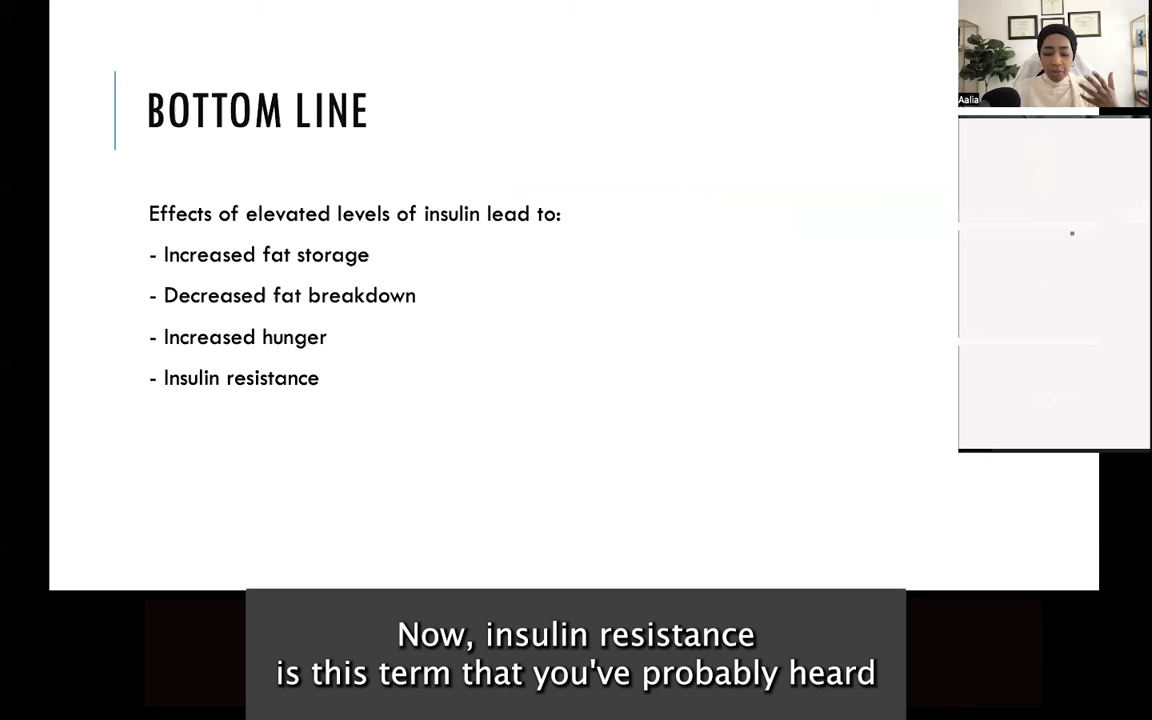 BOTTOM LINE
Effects of elevated levels of insulin lead to:
- Increased fat storage
- Decreased fat breakdown
- Increased hunger
- Insulin resistance
Aalia
Now, insulin resistance
is this term that you've probably heard